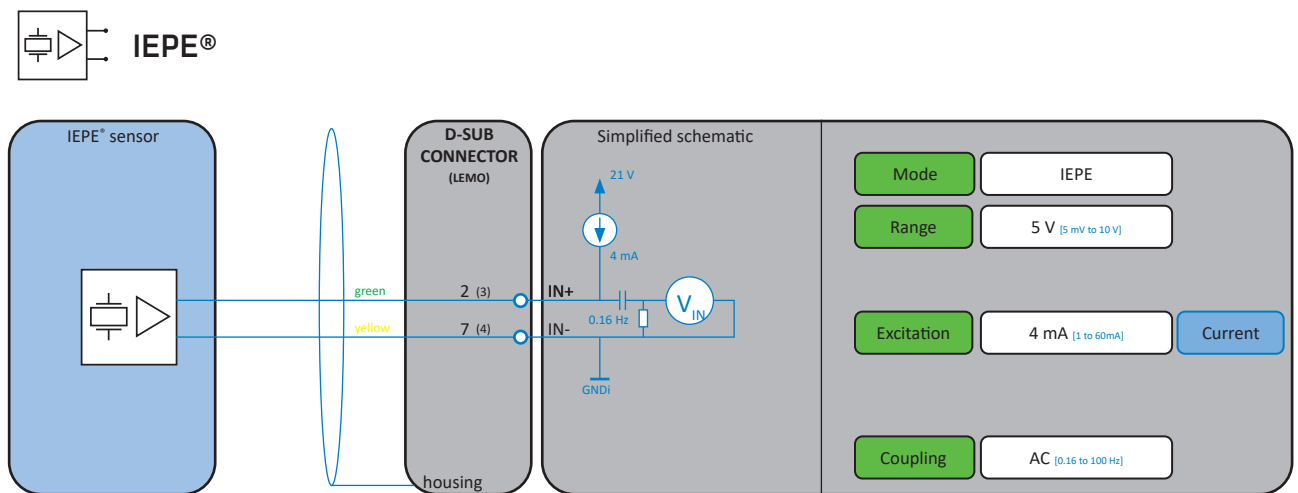 IEPE®
IEPE® sensor
D-SUB
CONNECTOR
(LEMO)
Simplified schematic
21 V
4 mA
green
2 (3)
IN+
0.16 Hz
VIN
yellow
7 (4)
IN-
GNDi
housing
Mode
IEPE
Range
5 V [5 mV to 10 V]
Excitation
4 mA [1 to 60mA]
Current
Coupling
AC [0.16 to 100 Hz]